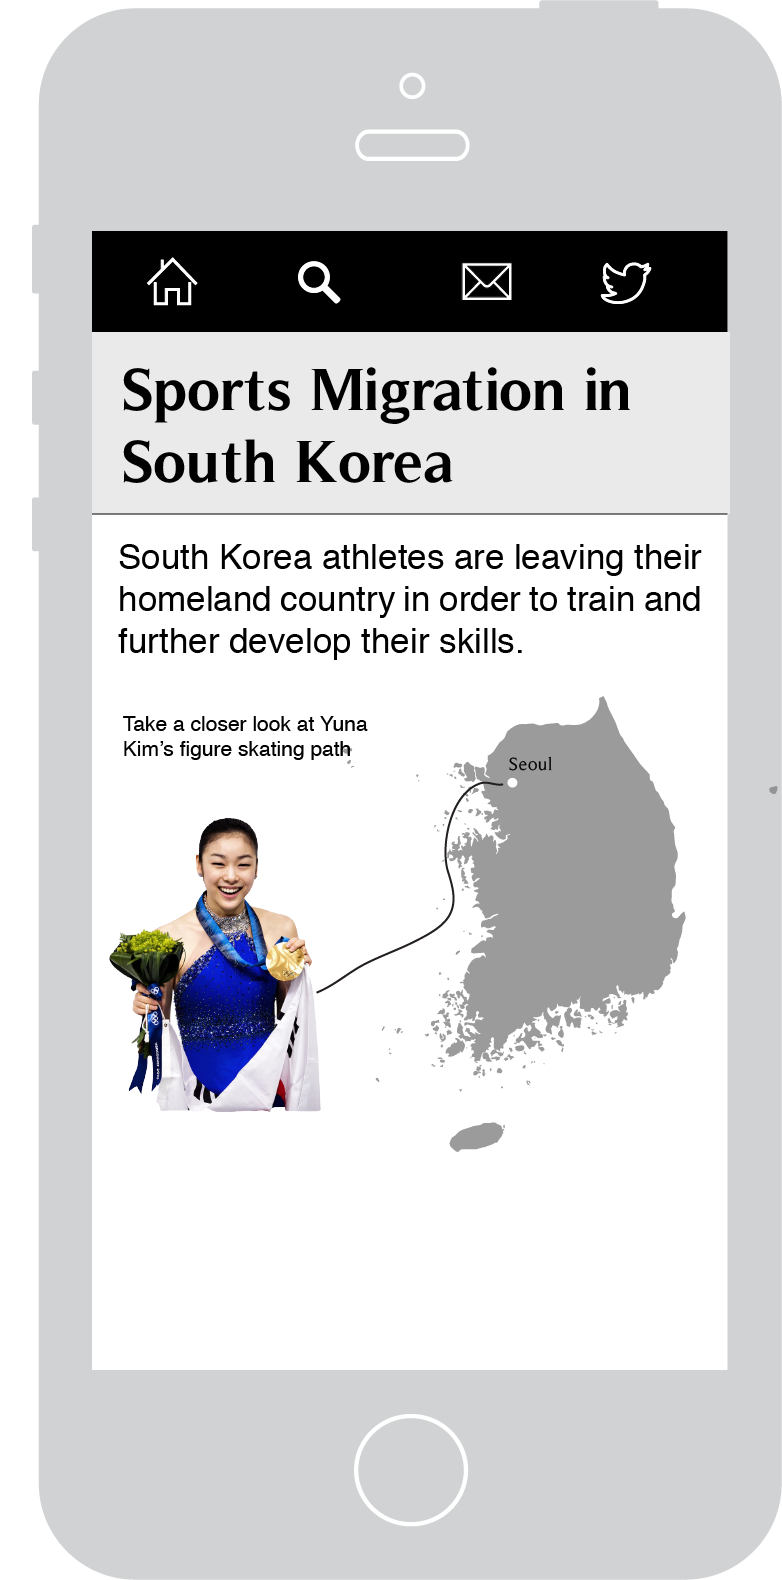 Sports Migration in
South Korea
South Korea athletes are leaving their
homeland country in order to train and
further develop their skills.
Take a closer look at Yuna
Kim's figure skating path
Seoul